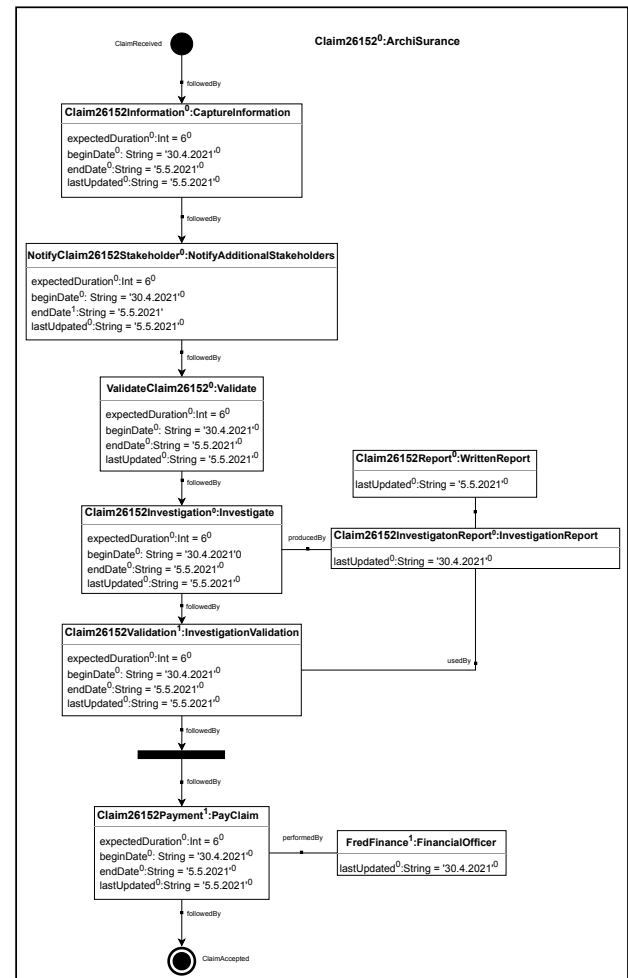 Claim26152⁰:ArchiSurance
ClaimReceived
followedBy
Claim26152Information⁰:CaptureInformation
expectedDuration⁰:Int = 6⁰
beginDate⁰: String = '30.4.2021'⁰
endDate⁰:String = '5.5.2021'⁰
lastUpdated⁰:String = '5.5.2021'⁰
followedBy
NotifyClaim26152Stakeholder⁰:NotifyAdditionalStakeholders
expectedDuration⁰:Int = 6⁰
beginDate⁰: String = '30.4.2021'⁰
endDate¹:String = '5.5.2021'
lastUdpated⁰:String = '5.5.2021'⁰
followedBy
ValidateClaim26152⁰:Validate
expectedDuration⁰:Int = 6⁰
beginDate⁰: String = '30.4.2021'⁰
endDate⁰:String = '5.5.2021'⁰
lastUpdated⁰:String = '5.5.2021'⁰
followedBy
Claim26152Report⁰:WrittenReport
lastUpdated⁰:String = '5.5.2021'⁰
Claim26152Investigation⁰:Investigate
expectedDuration⁰:Int = 6⁰
beginDate⁰: String = '30.4.2021'0
endDate⁰:String = '5.5.2021'⁰
lastUpdated⁰:String = '5.5.2021'⁰
producedBy
Claim26152InvestigatonReport⁰:InvestigationReport
lastUpdated⁰:String = '30.4.2021'⁰
followedBy
Claim26152Validation¹:InvestigationValidation
expectedDuration⁰:Int = 6⁰
beginDate⁰: String = '30.4.2021'⁰
endDate⁰:String = '5.5.2021'⁰
lastUpdated⁰:String = '5.5.2021'⁰
usedBy
followedBy
followedBy
Claim26152Payment¹:PayClaim
expectedDuration⁰:Int = 6⁰
beginDate⁰: String = '30.4.2021'⁰
endDate⁰:String = '5.5.2021'⁰
lastUpdated⁰:String = '5.5.2021'⁰
performedBy
FredFinance¹:FinancialOfficer
lastUpdated⁰:String = '30.4.2021'⁰
followedBy
ClaimAccepted